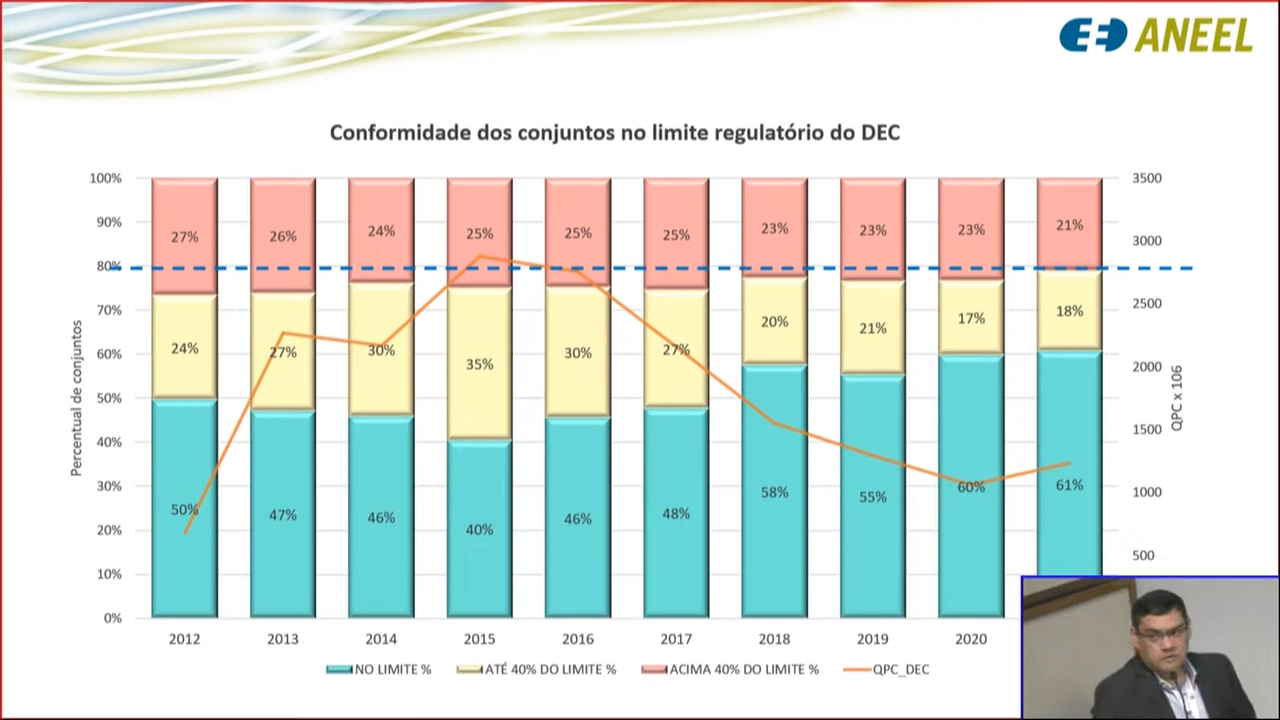 ANEEL
Conformidade dos conjuntos no limite regulatório do DEC
100%
90%
80%
70%
60%
50%
40%
30%
20%
10%
0%
Percentual de conjuntos
27% 26% 24% 25% 25% 25% 23% 23% 23% 21%
24% 27% 30% 35% 30% 27% 20% 21% 17% 18%
50% 47% 46% 40% 46% 48% 58% 55% 60% 61%
3500
3000
2500
2000
1500
1000
500
QPC x 106
2012 2013 2014 2015 2016 2017 2018 2019 2020
NO LIMITE % ATÉ 40% DO LIMITE % ACIMA 40% DO LIMITE % QPC_DEC